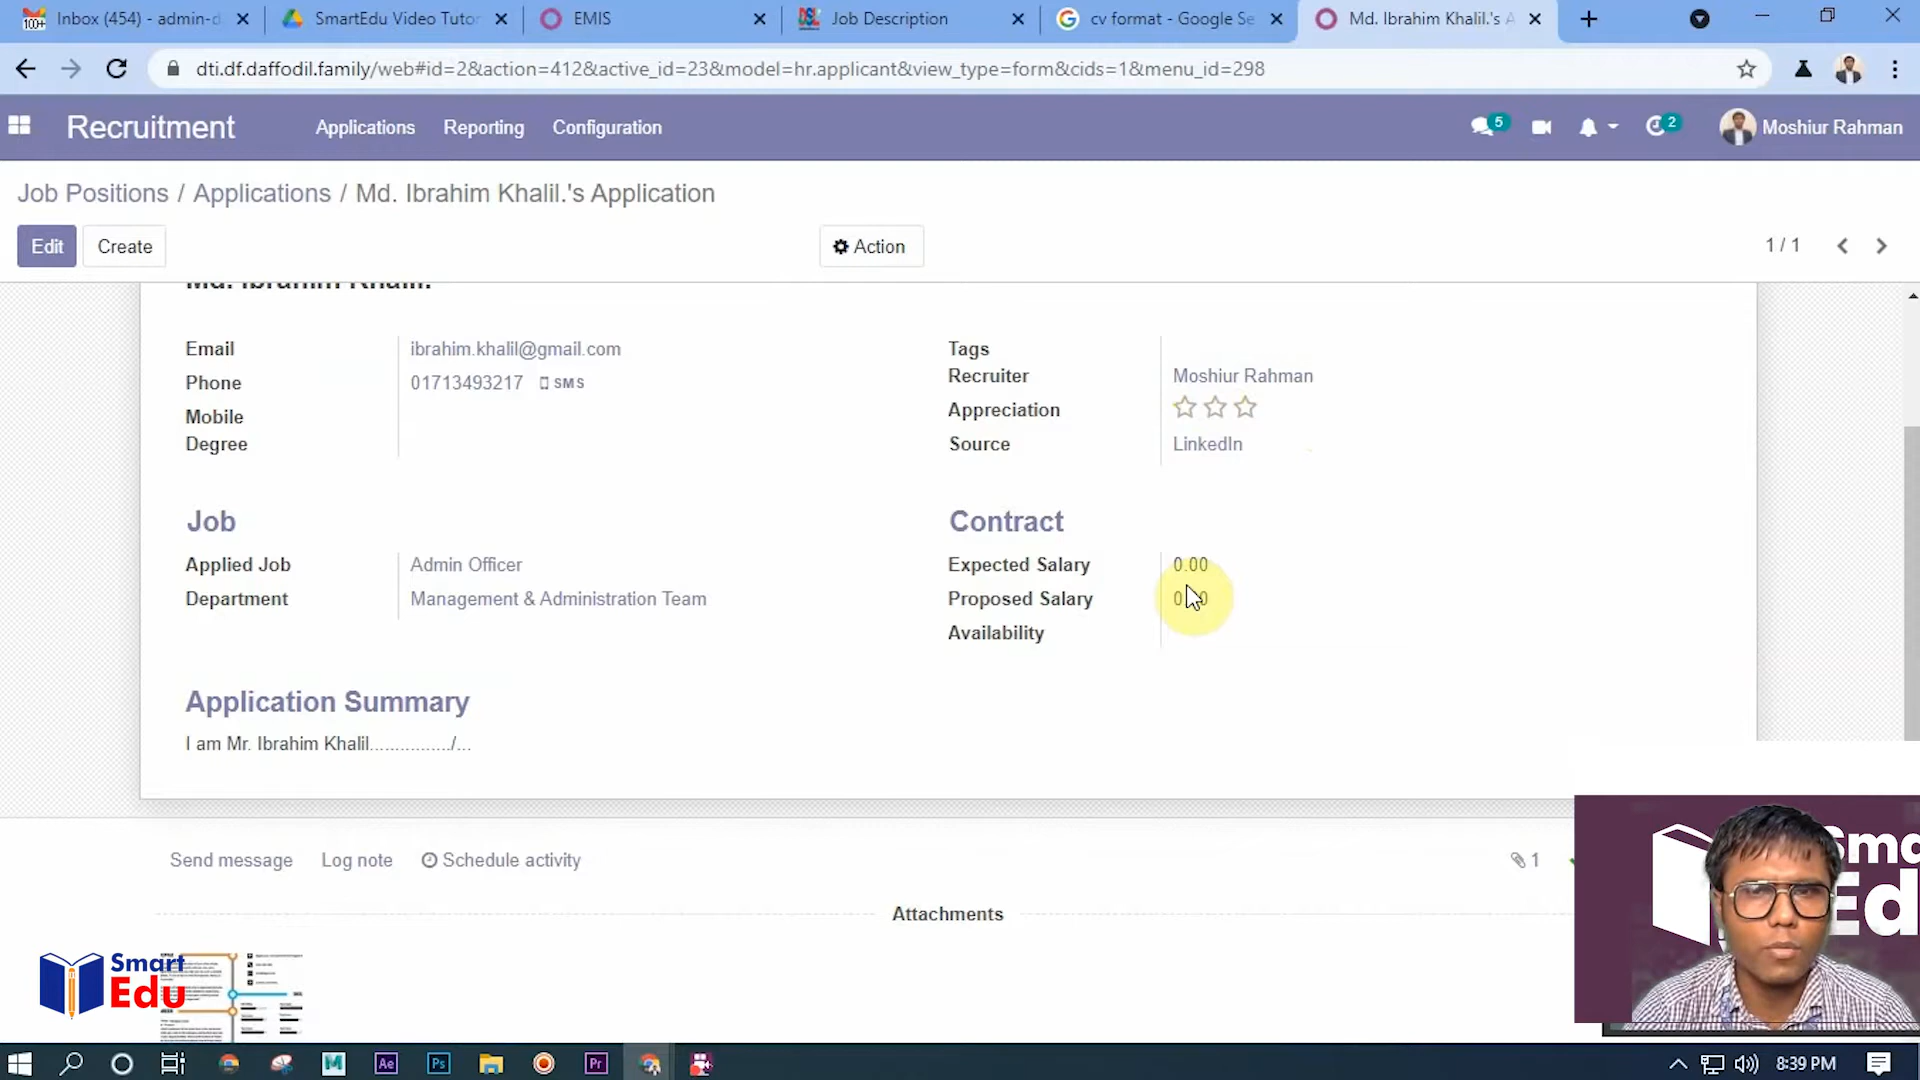 Inbox (454) - admin-d
SmartEdu Video Tutor
EMIS
Job Description
cv format - Google Se
Md. Ibrahim Khalil.'s A
dti.df.daffodil.family/web#id=2&action=412&active_id=23&model=hr.applicant&view_type=form&cids=1&menu_id=298
Recruitment
Applications
Reporting
Configuration
5
2
Moshiur Rahman
Job Positions / Applications / Md. Ibrahim Khalil.'s Application
Edit
Create
Action
1 / 1
Md. Ibrahim Khalil.
Email
ibrahim.khalil@gmail.com
Phone
01713493217
SMS
Mobile
Degree
Tags
Recruiter
Moshiur Rahman
Appreciation
Source
LinkedIn
Job
Applied Job
Admin Officer
Department
Management & Administration Team
Contract
Expected Salary
0.00
Proposed Salary
Availability
Application Summary
I am Mr. Ibrahim Khalil................/...
Send message
Log note
Schedule activity
1
Attachments
Smart
Edu
8:39 PM